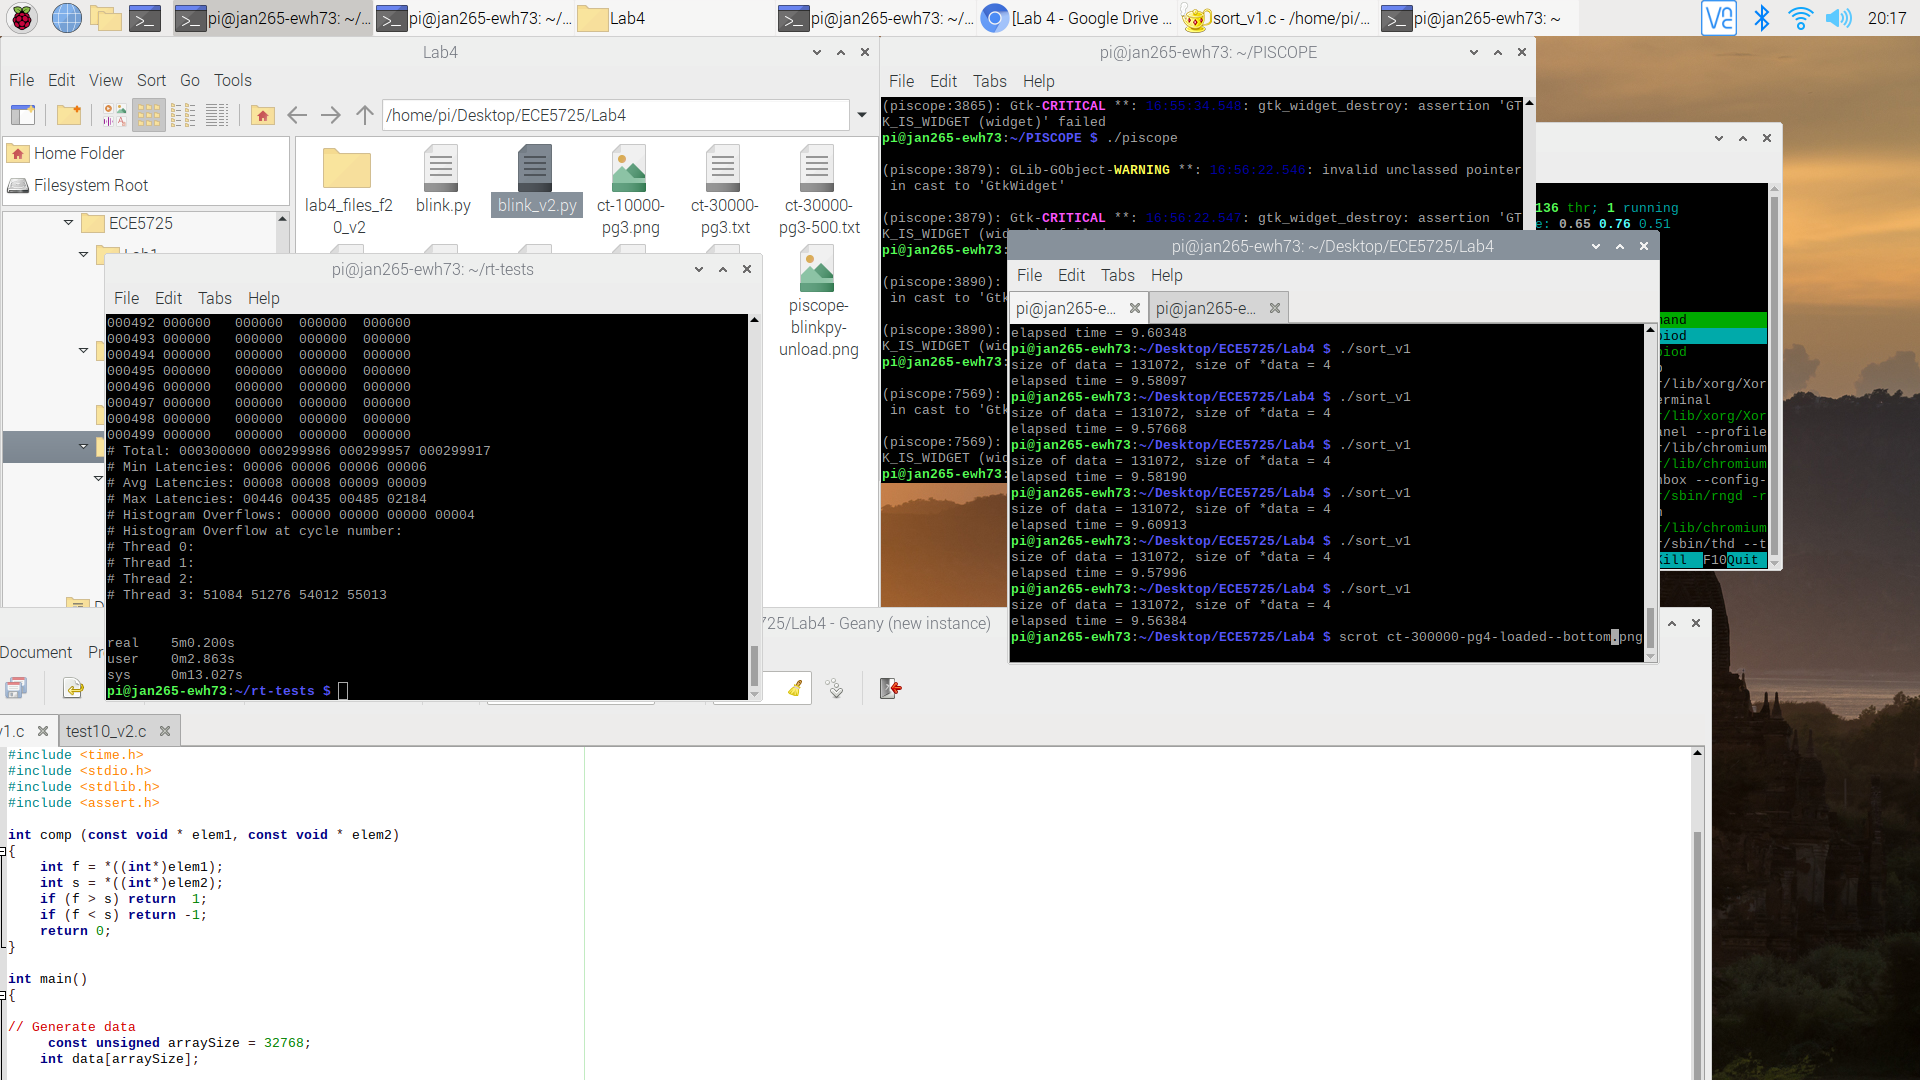 pi@jan265-ewh73: ~/...
pi@jan265-ewh73: ~/...
Lab4
pi@jan265-ewh73: ~/...
[Lab 4 - Google Drive ...
sort_v1.c - /home/pi/...
pi@jan265-ewh73: ~
20:17
Lab4
File Edit View Sort Go Tools
/home/pi/Desktop/ECE5725/Lab4
Home Folder
Filesystem Root
ECE5725
Lab1
lab4_files_f20_v2
blink.py
blink_v2.py
ct-10000-pg3.png
ct-30000-pg3.txt
ct-30000-pg3-500.txt
piscope-blinkpy-unload.png
pi@jan265-ewh73: ~/PISCOPE
File Edit Tabs Help
(piscope:3865): Gtk-CRITICAL **: 16:55:34.548: gtk_widget_destroy: assertion 'GT
K_IS_WIDGET (widget)' failed
pi@jan265-ewh73:~/PISCOPE $ ./piscope
(piscope:3879): GLib-GObject-WARNING **: 16:56:22.546: invalid unclassed pointer
in cast to 'GtkWidget'
(piscope:3879): Gtk-CRITICAL **: 16:56:22.547: gtk_widget_destroy: assertion 'GT
K_IS_WIDGET (widget)' failed
pi@jan265-ewh73
(piscope:3890):
in cast to 'Gtk
(piscope:3890):
K_IS_WIDGET (wid
pi@jan265-ewh73
(piscope:7569):
in cast to 'Gtk
(piscope:7569):
K_IS_WIDGET (wid
pi@jan265-ewh73
136 thr; 1 running
e: 0.65 0.76 0.51
mand
piod
piod
r/lib/xorg/Xor
erminal
r/lib/xorg/Xor
anel --profile
r/lib/chromium
r/lib/chromium
nbox --config-
r/sbin/rngd -r
r/lib/chromium
r/sbin/thd --t
Kill F10Quit
pi@jan265-ewh73: ~/rt-tests
File Edit Tabs Help
000492 000000 000000 000000 000000
000493 000000 000000 000000 000000
000494 000000 000000 000000 000000
000495 000000 000000 000000 000000
000496 000000 000000 000000 000000
000497 000000 000000 000000 000000
000498 000000 000000 000000 000000
000499 000000 000000 000000 000000
# Total: 000300000 000299986 000299957 000299917
# Min Latencies: 00006 00006 00006 00006
# Avg Latencies: 00008 00008 00009 00009
# Max Latencies: 00446 00435 00485 02184
# Histogram Overflows: 00000 00000 00000 00004
# Histogram Overflow at cycle number:
# Thread 0:
# Thread 1:
# Thread 2:
# Thread 3: 51084 51276 54012 55013
real 5m0.200s
user 0m2.863s
sys 0m13.027s
pi@jan265-ewh73:~/rt-tests $
pi@jan265-ewh73: ~/Desktop/ECE5725/Lab4
File Edit Tabs Help
pi@jan265-e...
pi@jan265-e...
elapsed time = 9.60348
pi@jan265-ewh73:~/Desktop/ECE5725/Lab4 $ ./sort_v1
size of data = 131072, size of *data = 4
elapsed time = 9.58097
pi@jan265-ewh73:~/Desktop/ECE5725/Lab4 $ ./sort_v1
size of data = 131072, size of *data = 4
elapsed time = 9.57668
pi@jan265-ewh73:~/Desktop/ECE5725/Lab4 $ ./sort_v1
size of data = 131072, size of *data = 4
elapsed time = 9.58190
pi@jan265-ewh73:~/Desktop/ECE5725/Lab4 $ ./sort_v1
size of data = 131072, size of *data = 4
elapsed time = 9.60913
pi@jan265-ewh73:~/Desktop/ECE5725/Lab4 $ ./sort_v1
size of data = 131072, size of *data = 4
elapsed time = 9.57996
pi@jan265-ewh73:~/Desktop/ECE5725/Lab4 $ ./sort_v1
size of data = 131072, size of *data = 4
elapsed time = 9.56384
pi@jan265-ewh73:~/Desktop/ECE5725/Lab4 $ scrot ct-300000-pg4-loaded--bottom.png
5725/Lab4 - Geany (new instance)
Document
v1.c
test10_v2.c
#include <time.h>
#include <stdio.h>
#include <stdlib.h>
#include <assert.h>
int comp (const void * elem1, const void * elem2)
{
int f = *((int*)elem1);
int s = *((int*)elem2);
if (f > s) return 1;
if (f < s) return -1;
return 0;
}
int main()
{
// Generate data
const unsigned arraySize = 32768;
int data[arraySize];